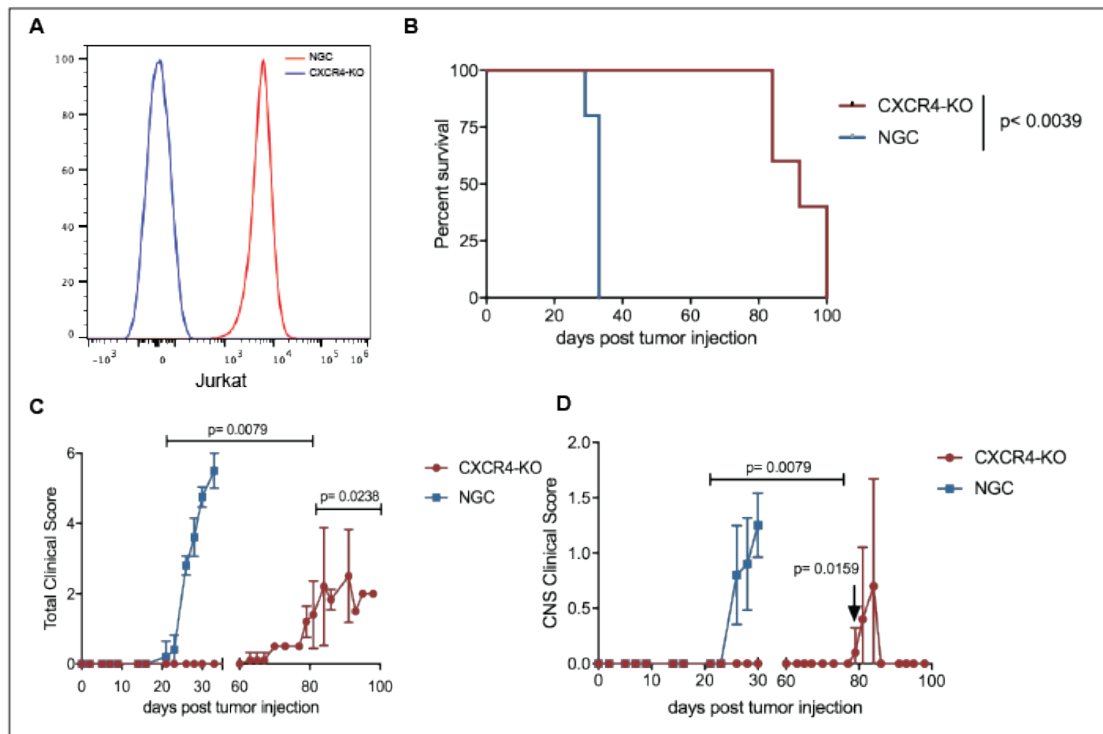 A
NGC
CXCR4-KO
100
80
60
40
20
0
-10³ 0 10³ 10⁴ 10⁵ 10⁶
Jurkat
B
Percent survival
100
75
50
25
0
0 20 40 60 80 100
days post tumor injection
CXCR4-KO
NGC
p< 0.0039
C
Total Clinical Score
6
4
2
0
0 10 20 30 60 80 100
days post tumor injection
p= 0.0079
p= 0.0238
CXCR4-KO
NGC
D
CNS Clinical Score
2.0
1.5
1.0
0.5
0.0
0 10 20 30 60 80 100
days post tumor injection
p= 0.0079
p= 0.0159
CXCR4-KO
NGC